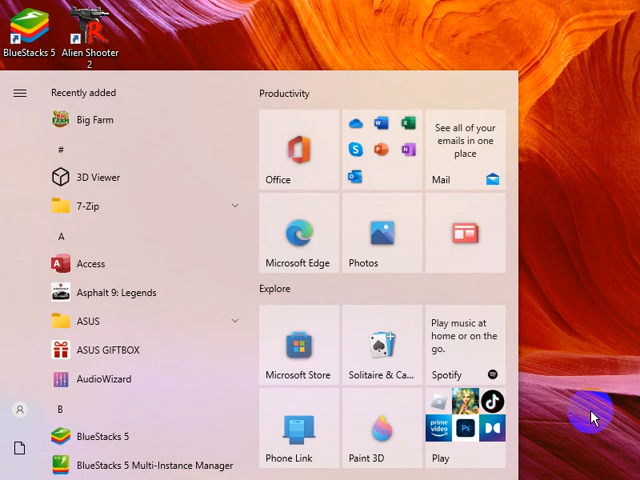 BlueStacks 5
Alien Shooter
2
Recently added
Big Farm
#
3D Viewer
7-Zip
A
Access
Asphalt 9: Legends
ASUS
ASUS GIFTBOX
AudioWizard
B
BlueStacks 5
BlueStacks 5 Multi-Instance Manager
Productivity
Office
See all of your
emails in one
place
Mail
Microsoft Edge
Photos
Explore
Microsoft Store
Solitaire & Ca...
Play music at
home or on the
go.
Spotify
Phone Link
Paint 3D
prime
video
Ps
Play